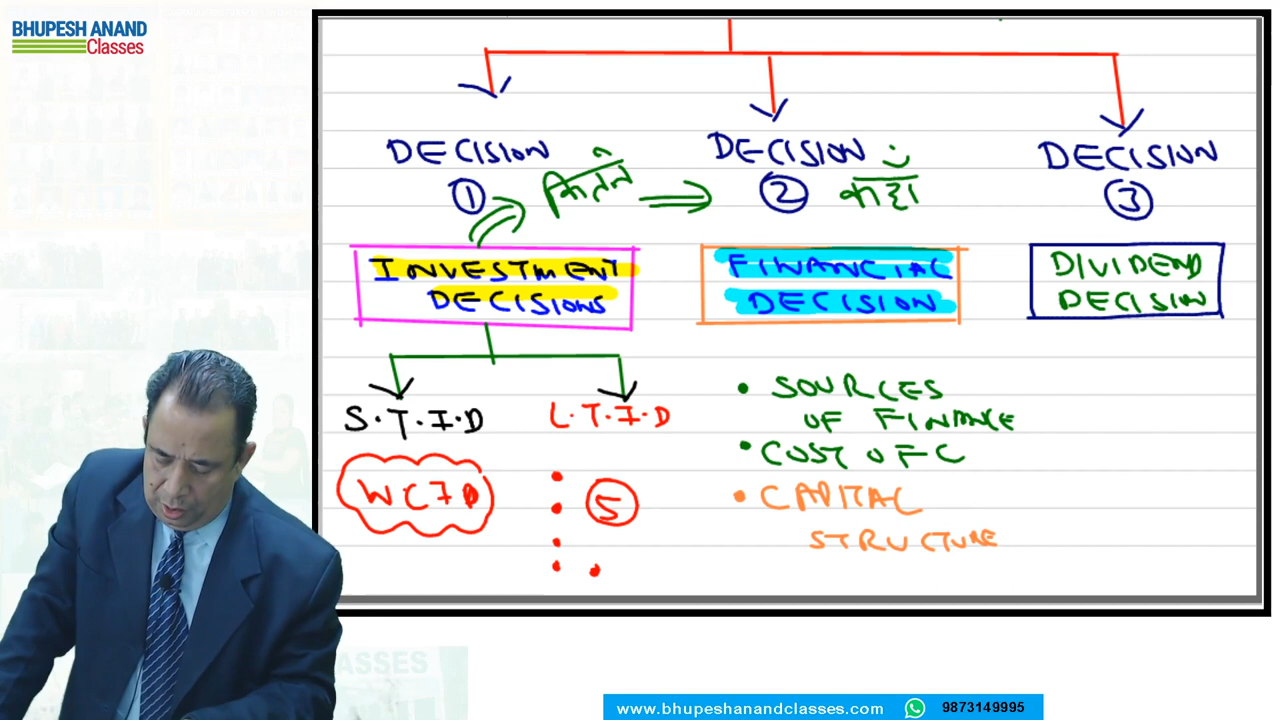 BHUPESH ANAND
Classes
DECISION
①
कितना
DECISION
②
कहां
DECISION
③
INVESTMENT
DECISIONS
FINANCIAL
DECISION
DIVIDEND
DECISION
S.T.I.D
L.T.I.D
WCID
⑤
• SOURCES
OF FINANCE
• COST OF C
• CAPITAL
STRUCTURE
CLASSES
www.bhupeshanandclasses.com
9873149995